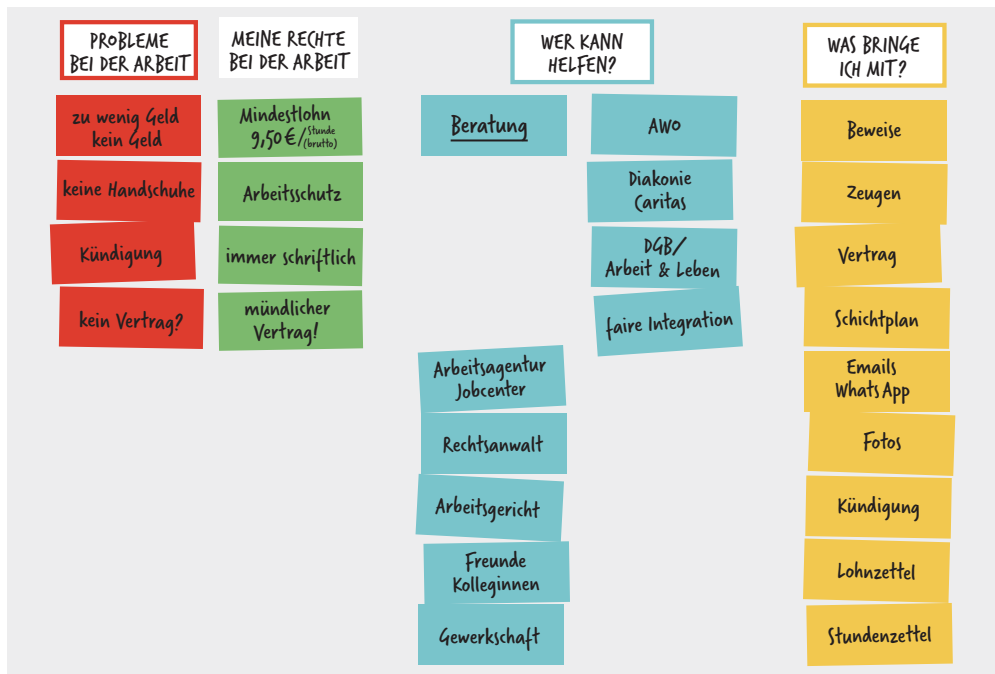 PROBLEME
BEI DER ARBEIT
zu wenig Geld
kein Geld
keine Handschuhe
Kündigung
kein Vertrag?
MEINE RECHTE
BEI DER ARBEIT
Mindestlohn
9,50 €/Stunde
(brutto)
Arbeitsschutz
immer schriftlich
mündlicher
Vertrag!
WER KANN
HELFEN?
Beratung
AWO
Diakonie
Caritas
DGB/
Arbeit & Leben
faire Integration
Arbeitsagentur
Jobcenter
Rechtsanwalt
Arbeitsgericht
Freunde
Kolleginnen
Gewerkschaft
WAS BRINGE
ICH MIT?
Beweise
Zeugen
Vertrag
Schichtplan
Emails
WhatsApp
Fotos
Kündigung
Lohnzettel
Stundenzettel